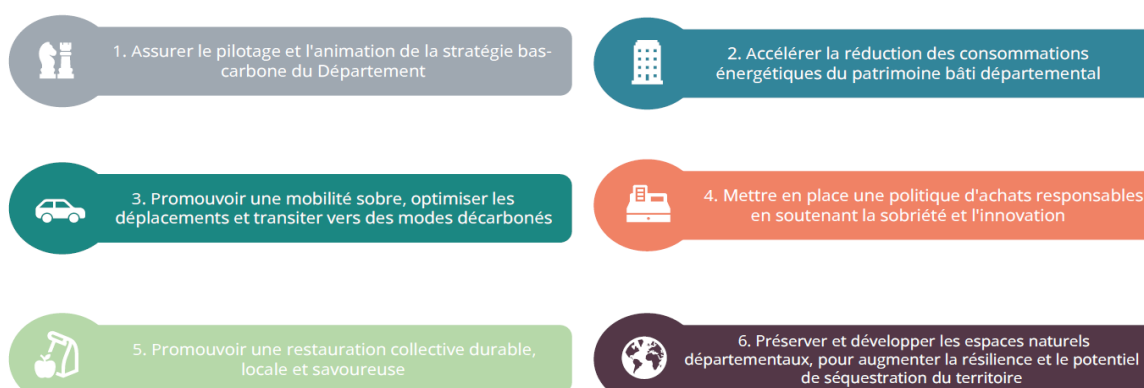 1. Assurer le pilotage et l'animation de la stratégie bas-
carbone du Département
2. Accélérer la réduction des consommations
énergétiques du patrimoine bâti départemental
3. Promouvoir une mobilité sobre, optimiser les
déplacements et transiter vers des modes décarbonés
4. Mettre en place une politique d'achats responsables
en soutenant la sobriété et l'innovation
5. Promouvoir une restauration collective durable,
locale et savoureuse
6. Préserver et développer les espaces naturels
départementaux, pour augmenter la résilience et le potentiel
de séquestration du territoire